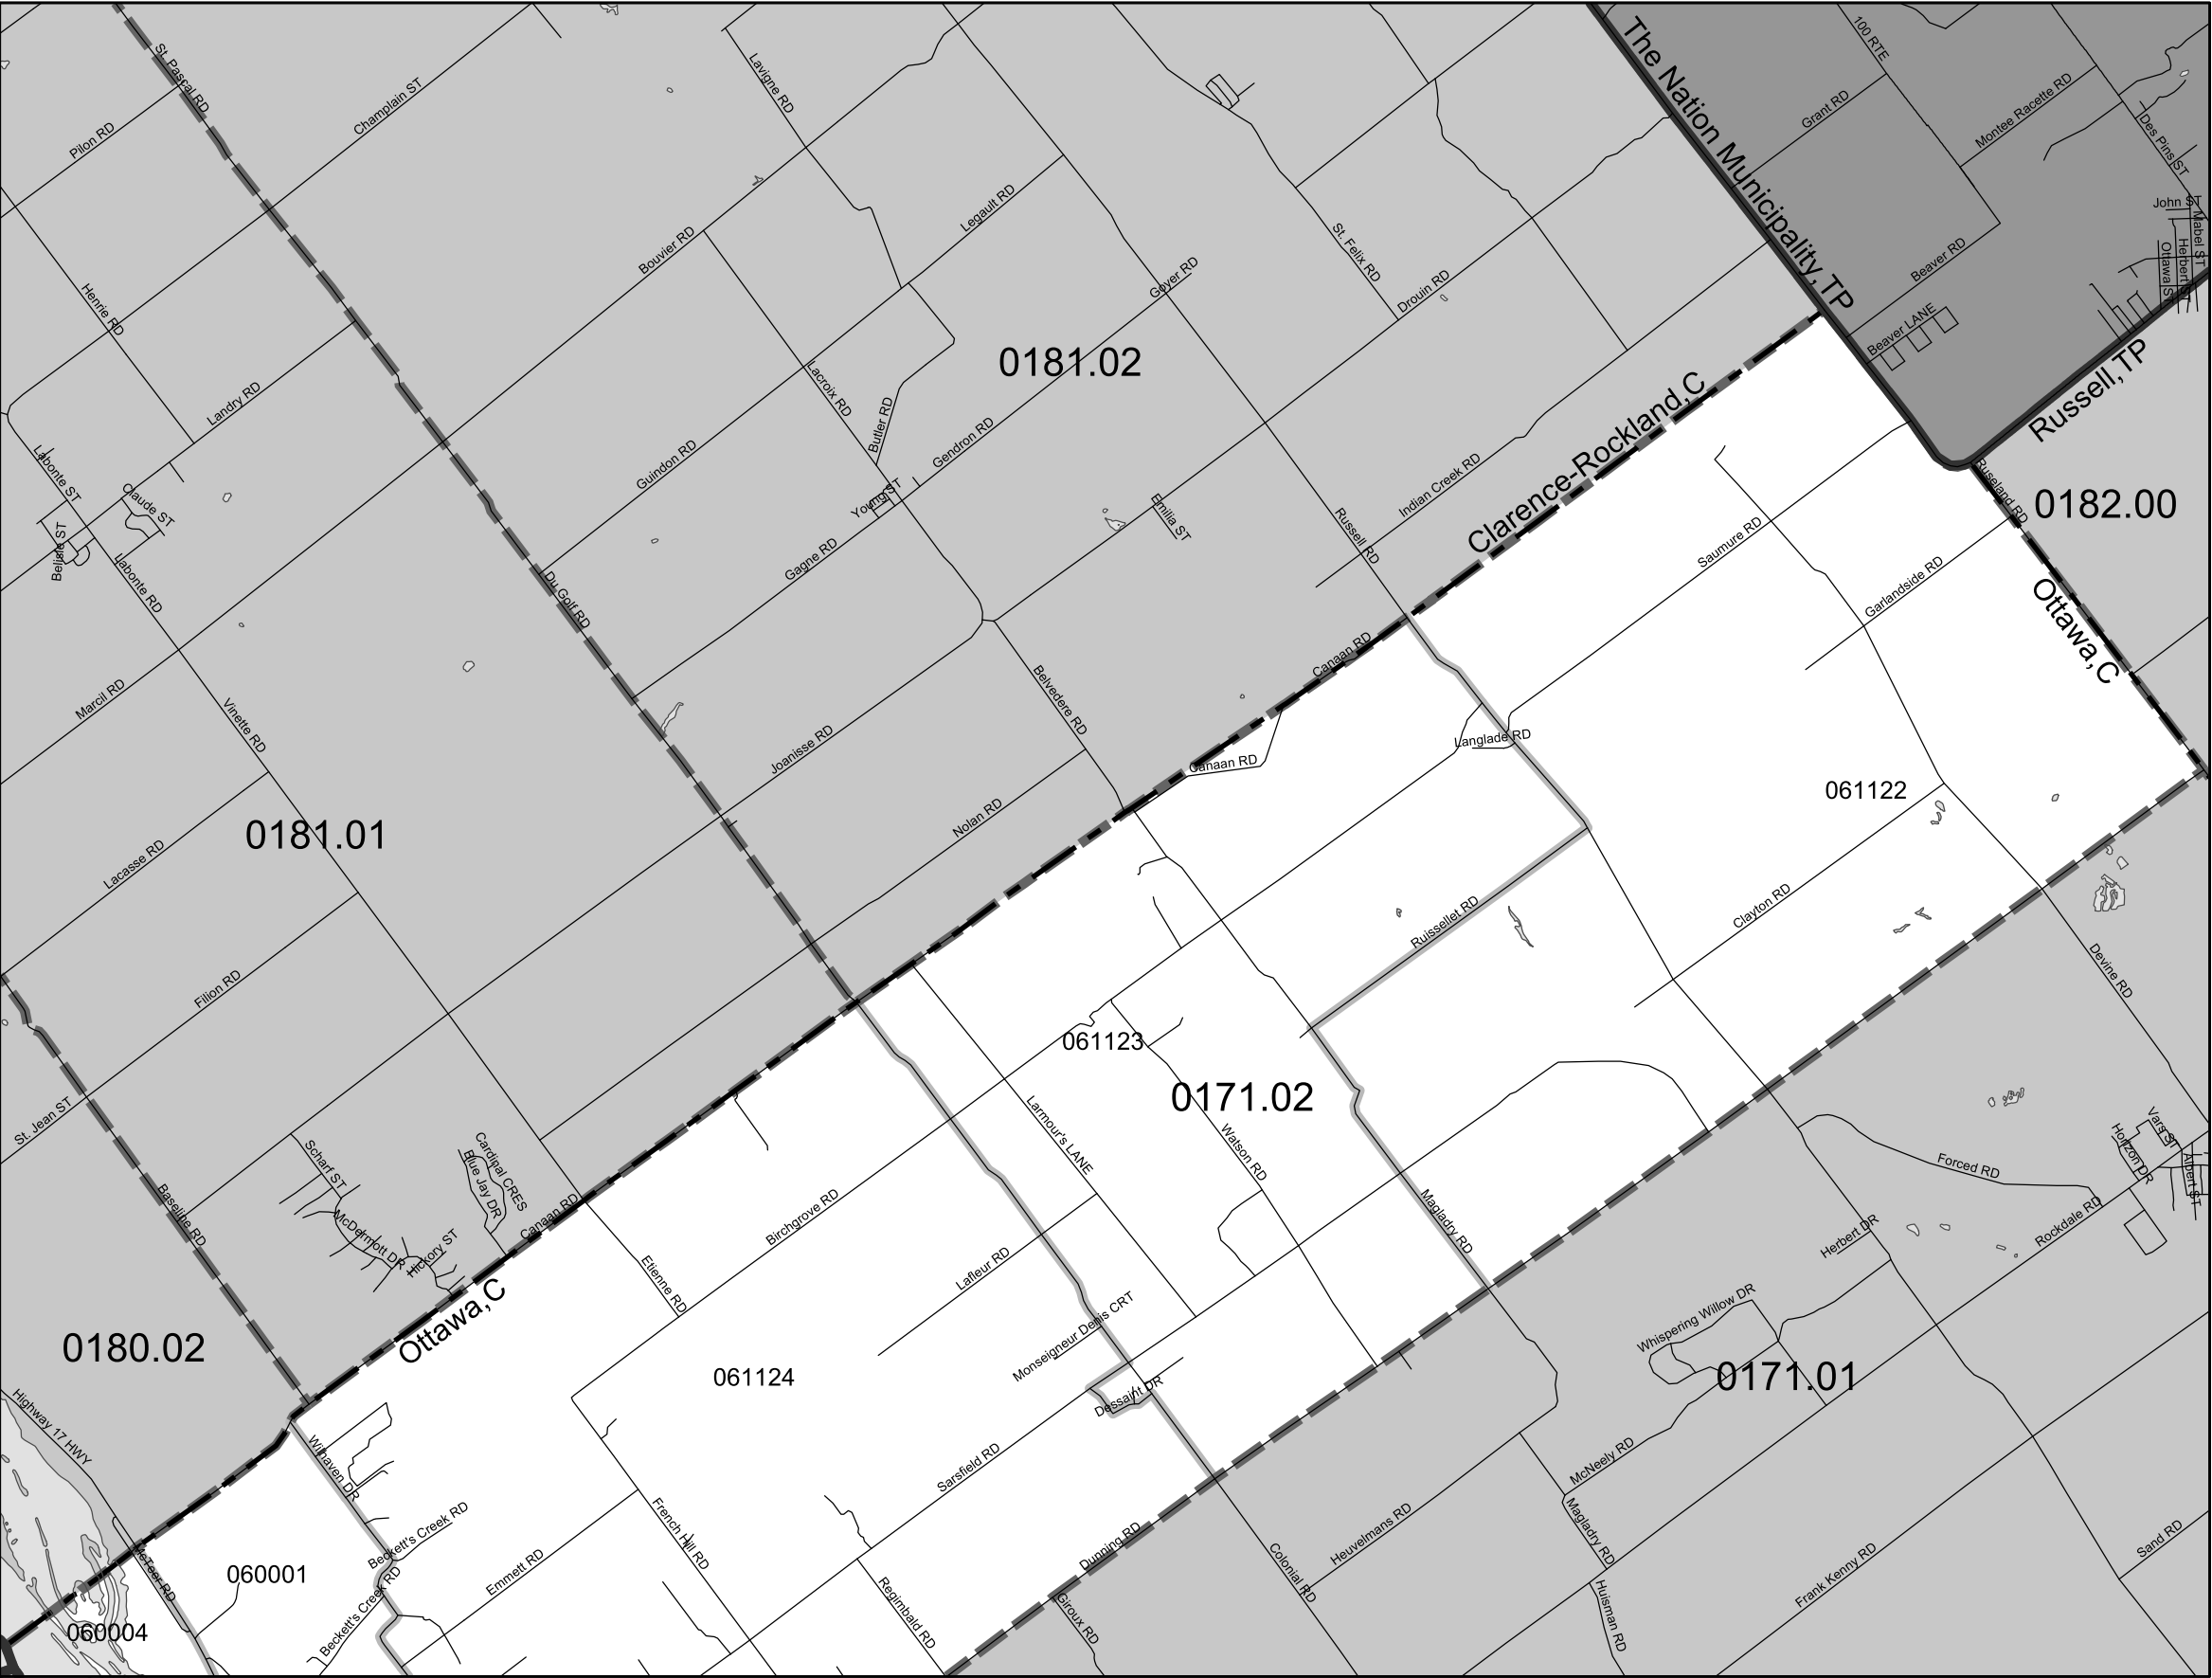 St. Pascal RD
Champlain ST
Pilon RD
Lavigne RD
The Nation Municipality,TP
100 RTE
Grant RD
Montee Racette RD
Des Pins ST
John ST
Mabel ST
Herbert ST
Ottawa ST
Legault RD
Bouvier RD
St. Felix RD
Goyer RD
Drouin RD
Beaver RD
Beaver LANE
Henrie RD
Landry RD
0181.02
Russell,TP
Lacroix RD
Butler RD
Clarence-Rockland,C
Guindon RD
Gendron RD
Young ST
Labonte ST
Claude ST
Belisle ST
Labonte RD
Emilia ST
Indian Creek RD
Russell RD
Ruseland RD
0182.00
Saumure RD
Garlandside RD
Ottawa,C
Gagne RD
Du Golf RD
Canaan RD
Belvedere RD
Marcil RD
Vinette RD
Joanisse RD
Langlade RD
Canaan RD
061122
Nolan RD
0181.01
Lacasse RD
Ruissellet RD
Clayton RD
Filion RD
Devine RD
061123
0171.02
St. Jean ST
Larmour's LANE
Watson RD
Scharf ST
Cardinal CRES
Blue Jay DR
Vars ST
Horizon DR
Albert ST
Forced RD
Baseline RD
McDermott DR
Hickory ST
Canaan RD
Birchgrove RD
Magladry RD
Herbert DR
Rockdale RD
Etienne RD
Lafleur RD
0180.02
Ottawa,C
Monseigneur Denis CRT
Whispering Willow DR
061124
0171.01
Dessaint DR
Highway 17 HWY
Wilhaven DR
Sarsfield RD
McNeely RD
French Hill RD
Beckett's Creek RD
Magladry RD
Heuvelmans RD
Dunning RD
Colonial RD
Sand RD
Frank Kenny RD
McTeer RD
060001
Emmett RD
Beckett's Creek RD
Regimbald RD
Giroux RD
Huisman RD
060004